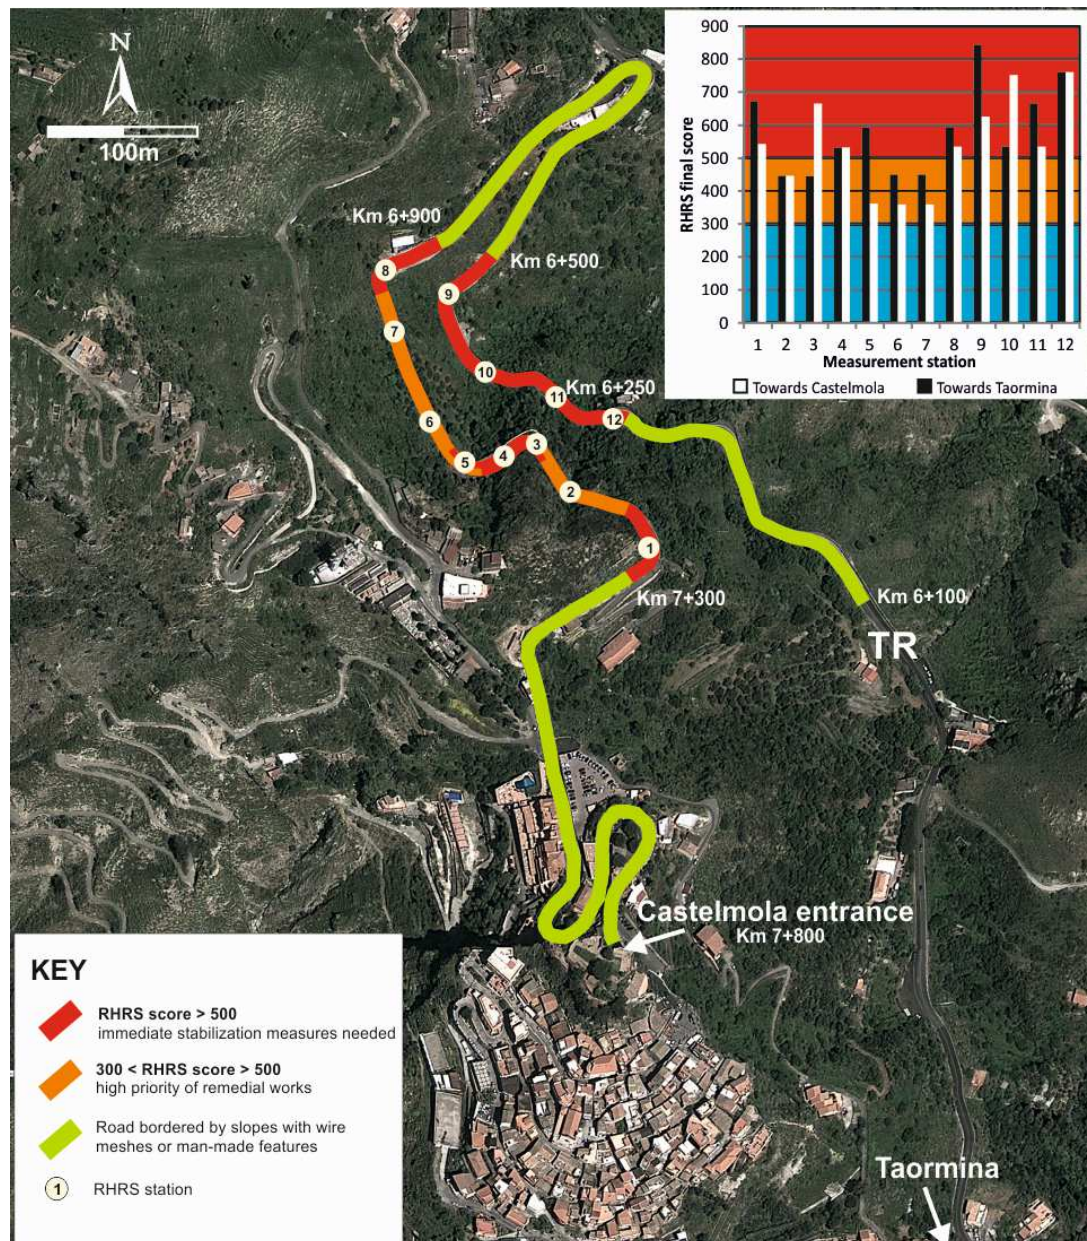 N
100m
900
800
700
600
500
400
300
200
100
0
RHRS final score
1 2 3 4 5 6 7 8 9 10 11 12
Measurement station
Towards Castelmola Towards Taormina
Km 6+900
Km 6+500
8
9
7
10
Km 6+250
11
12
6
3
4
5
2
1
Km 7+300
Km 6+100
TR
Castelmola entrance
Km 7+800
KEY
RHRS score > 500
immediate stabilization measures needed
300 < RHRS score > 500
high priority of remedial works
Road bordered by slopes with wire
meshes or man-made features
1 RHRS station
Taormina